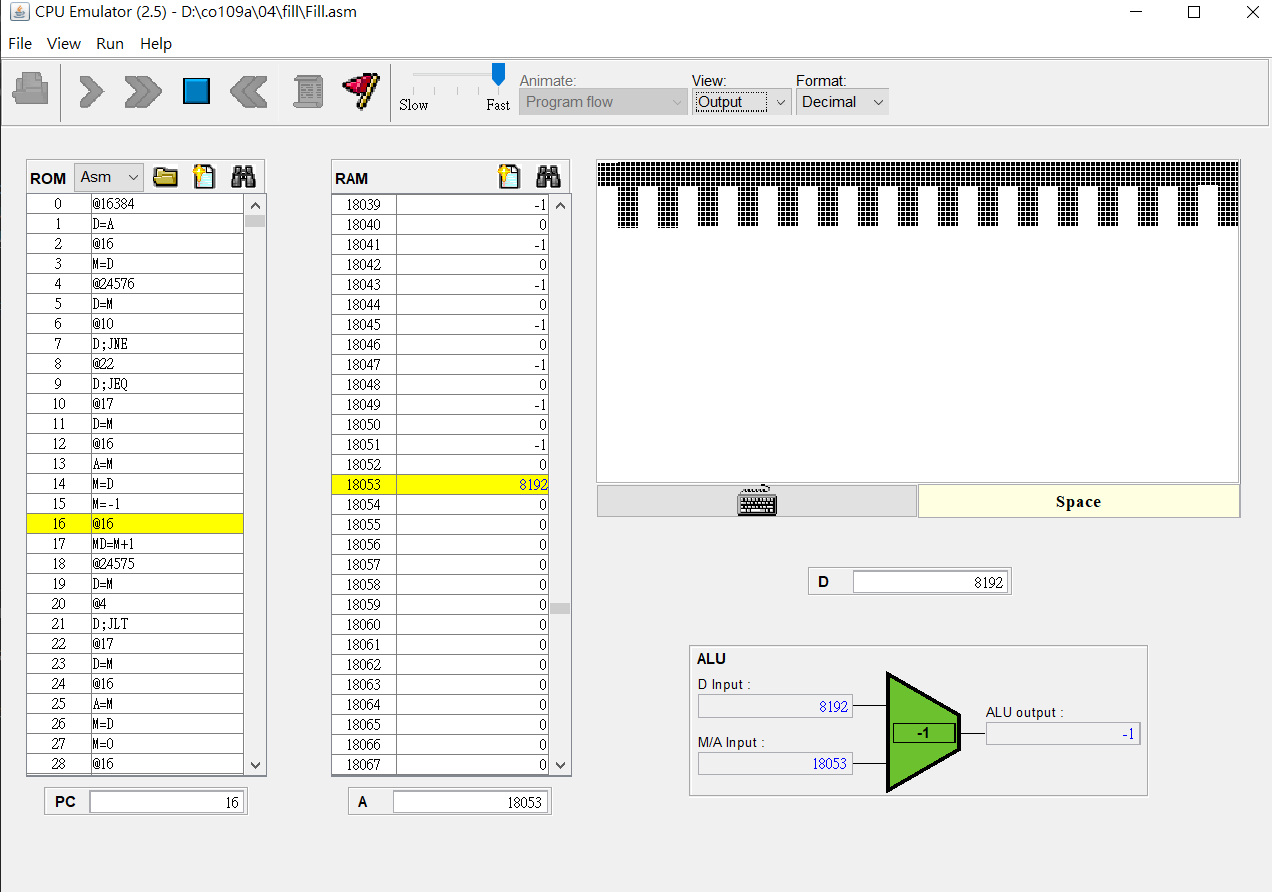 CPU Emulator (2.5) - D:\co109a\04\fill\Fill.asm
File View Run Help
Slow Fast
Animate:
Program flow
View:
Output
Format:
Decimal
ROM Asm
0 @16384
1 D=A
2 @16
3 M=D
4 @24576
5 D=M
6 @10
7 D;JNE
8 @22
9 D;JEQ
10 @17
11 D=M
12 @16
13 A=M
14 M=D
15 M=-1
16 @16
17 MD=M+1
18 @24575
19 D=M
20 @4
21 D;JLT
22 @17
23 D=M
24 @16
25 A=M
26 M=D
27 M=0
28 @16
PC 16
RAM
18039 -1
18040 0
18041 -1
18042 0
18043 -1
18044 0
18045 -1
18046 0
18047 -1
18048 0
18049 -1
18050 0
18051 -1
18052 0
18053 8192
18054 0
18055 0
18056 0
18057 0
18058 0
18059 0
18060 0
18061 0
18062 0
18063 0
18064 0
18065 0
18066 0
18067 0
A 18053
Space
D 8192
ALU
D Input :
8192
M/A Input :
18053
-1
ALU output :
-1